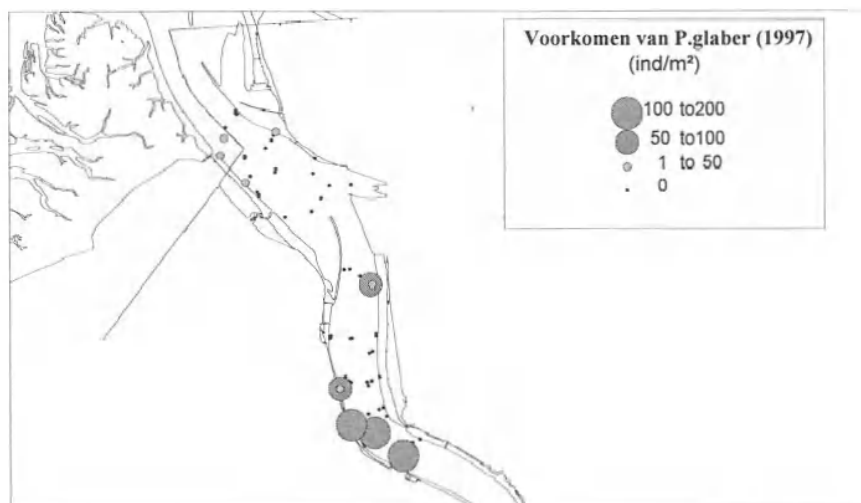 Voorkomen van P.glaber (1997)
(ind/m²)
100 to200
50 to100
1 to 50
0